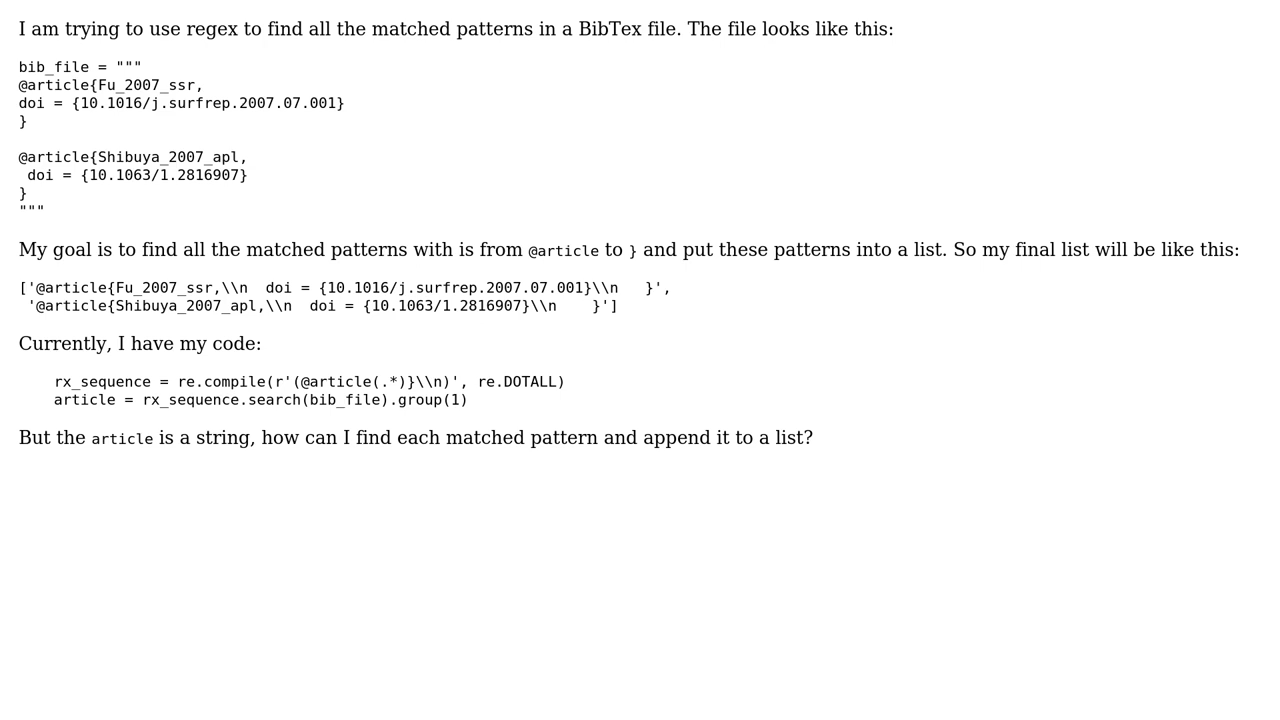 I am trying to use regex to find all the matched patterns in a BibTex file. The file looks like this:
bib_file = """
@article{Fu_2007_ssr,
doi = {10.1016/j.surfrep.2007.07.001}
}
@article{Shibuya_2007_apl,
 doi = {10.1063/1.2816907}
}
"""
My goal is to find all the matched patterns with is from @article to } and put these patterns into a list. So my final list will be like this:
['@article{Fu_2007_ssr,\\n  doi = {10.1016/j.surfrep.2007.07.001}\\n   }',
 '@article{Shibuya_2007_apl,\\n  doi = {10.1063/1.2816907}\\n    }']
Currently, I have my code:
    rx_sequence = re.compile(r'(@article(.*)}\\n)', re.DOTALL)
    article = rx_sequence.search(bib_file).group(1)
But the article is a string, how can I find each matched pattern and append it to a list?